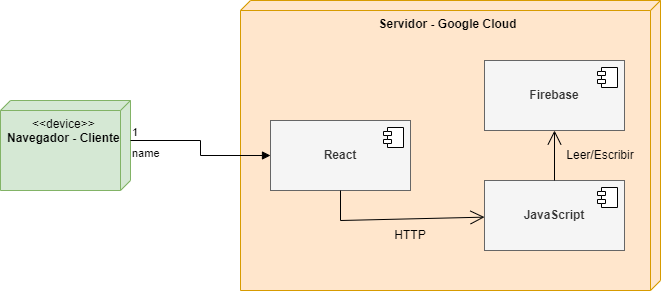 Servidor - Google Cloud
<<device>>
Navegador - Cliente
1
name
React
Firebase
Leer/Escribir
JavaScript
HTTP